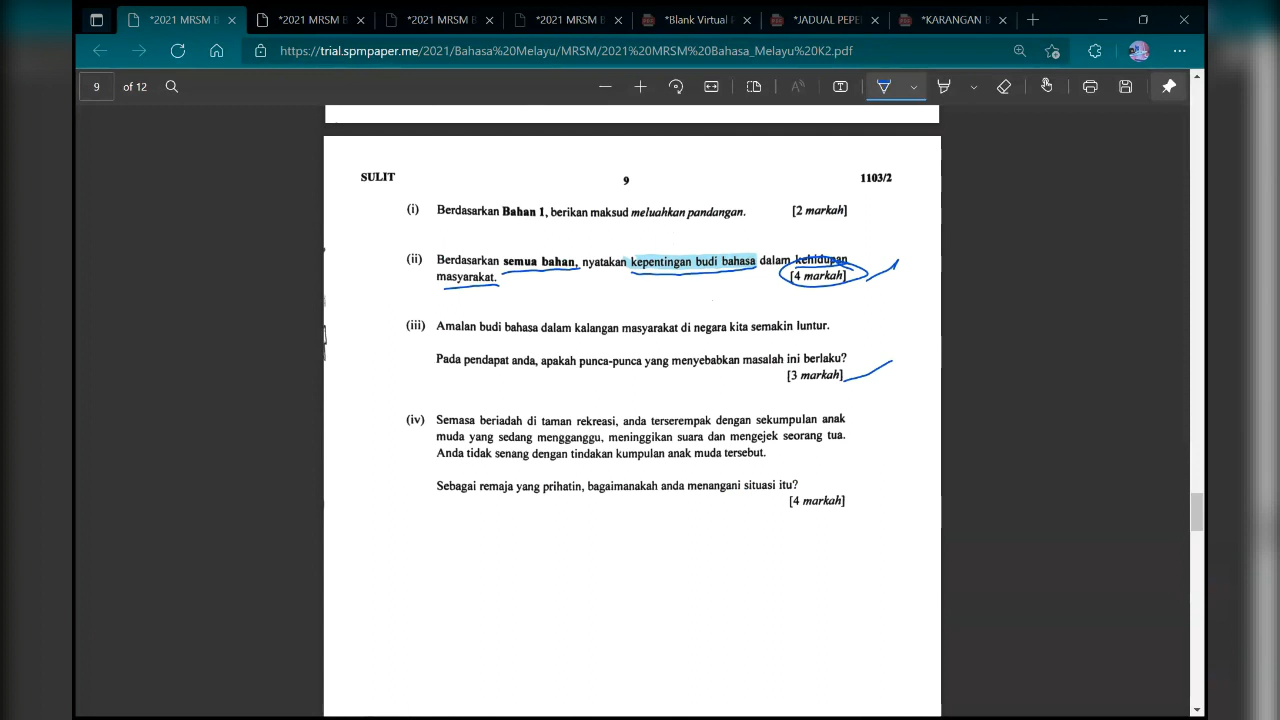 *2021 MRSM B
*2021 MRSM B
*2021 MRSM B
*2021 MRSM B
*Blank Virtual P
*JADUAL PEPE
*KARANGAN B
https://trial.spmpaper.me/2021/Bahasa%20Melayu/MRSM/2021%20MRSM%20Bahasa_Melayu%20K2.pdf
9 of 12
SULIT 9 1103/2
(i) Berdasarkan Bahan 1, berikan maksud meluahkan pandangan. [2 markah]
(ii) Berdasarkan semua bahan, nyatakan kepentingan budi bahasa dalam kehidupan
masyarakat. [4 markah]
(iii) Amalan budi bahasa dalam kalangan masyarakat di negara kita semakin luntur.
Pada pendapat anda, apakah punca-punca yang menyebabkan masalah ini berlaku?
[3 markah]
(iv) Semasa beriadah di taman rekreasi, anda terserempak dengan sekumpulan anak
muda yang sedang mengganggu, meninggikan suara dan mengejek seorang tua.
Anda tidak senang dengan tindakan kumpulan anak muda tersebut.
Sebagai remaja yang prihatin, bagaimanakah anda menangani situasi itu?
[4 markah]